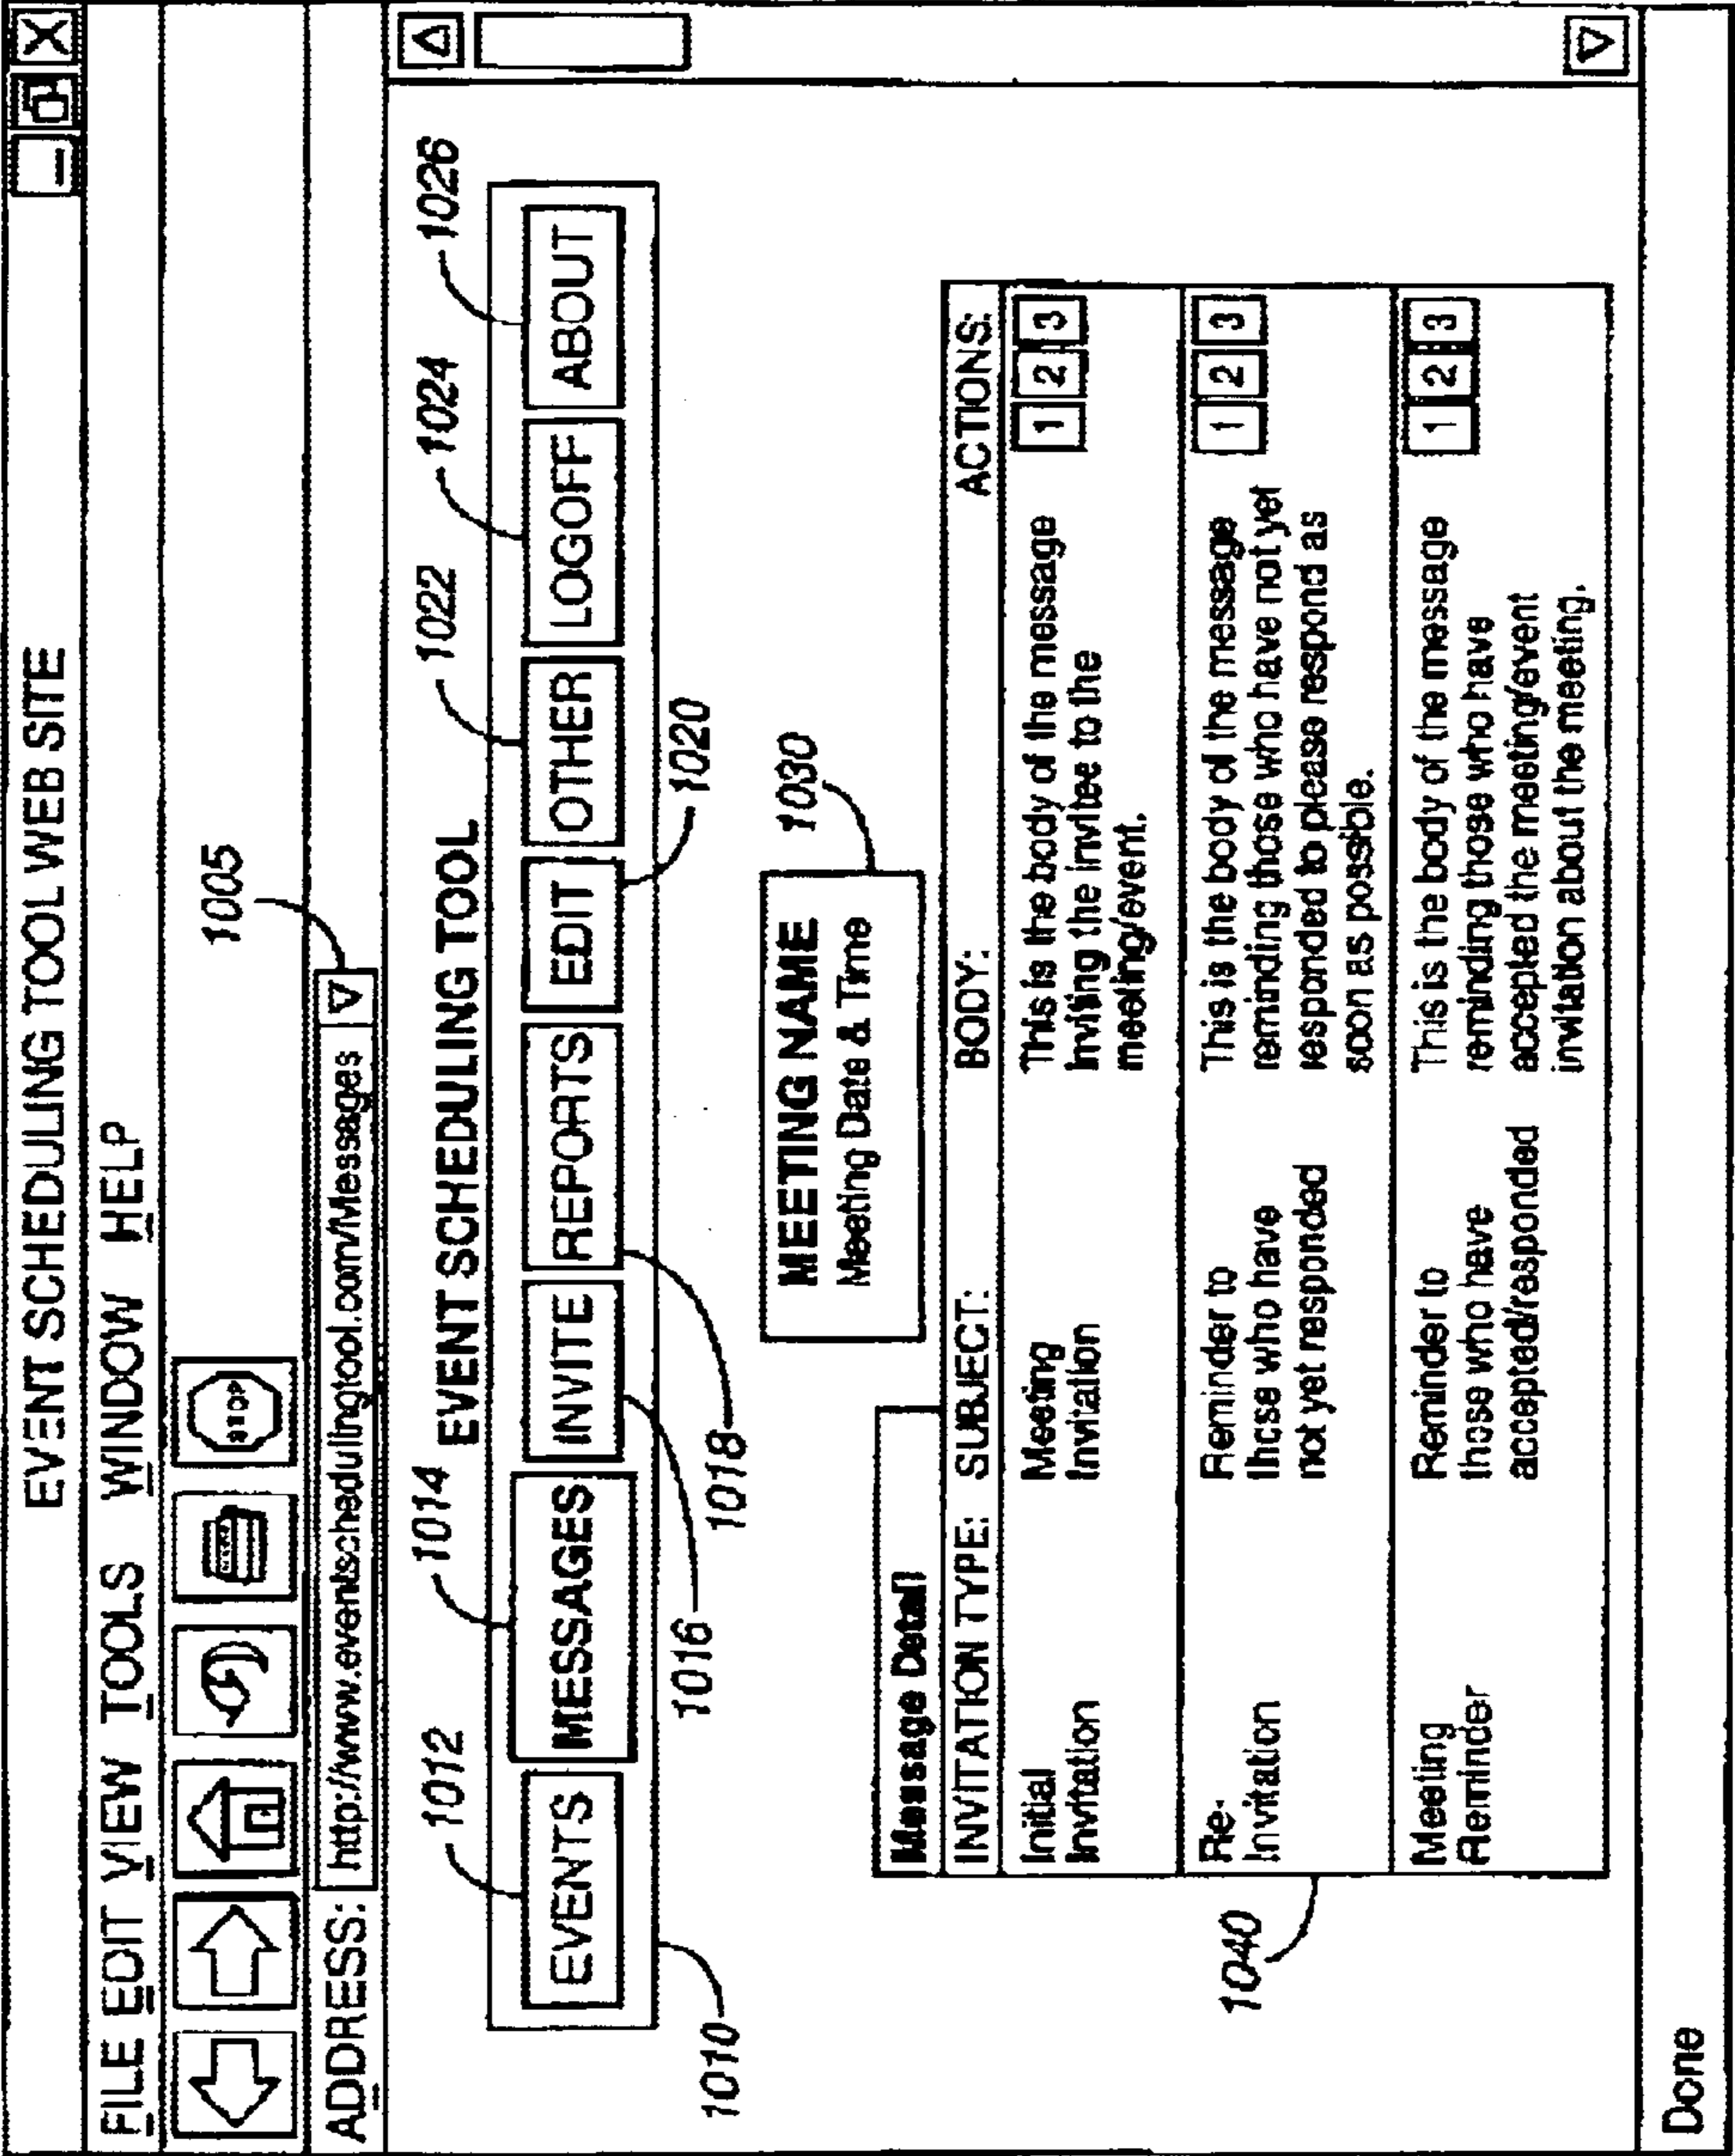 EVENT SCHEDULING TOOL WEB SITE
FILE EDIT VIEW TOOLS WINDOW HELP
STOP
1005
ADDRESS: http://www.eventschedulingtool.com/Messages
1012 1014 EVENT SCHEDULING TOOL 1022 1024 1026
EVENTS MESSAGES INVITE REPORTS EDIT OTHER LOGOFF ABOUT
1010 1016 1018 1020
1030
MEETING NAME
Meeting Date & Time
Message Detail
INVITATION TYPE: SUBJECT: BODY: ACTIONS:
Initial Meeting This is the body of the message 1 2 3
Invitation Invitation Inviting the invitee to the
meeting/event.
Re- Reminder to This is the body of the message 1 2 3
Invitation those who have reminding those who have not yet
not yet responded responded to please respond as
soon as possible.
1040
Meeting Reminder to This is the body of the message 1 2 3
Reminder those who have reminding those who have
accepted/responded accepted the meeting/event
invitation about the meeting.
Done